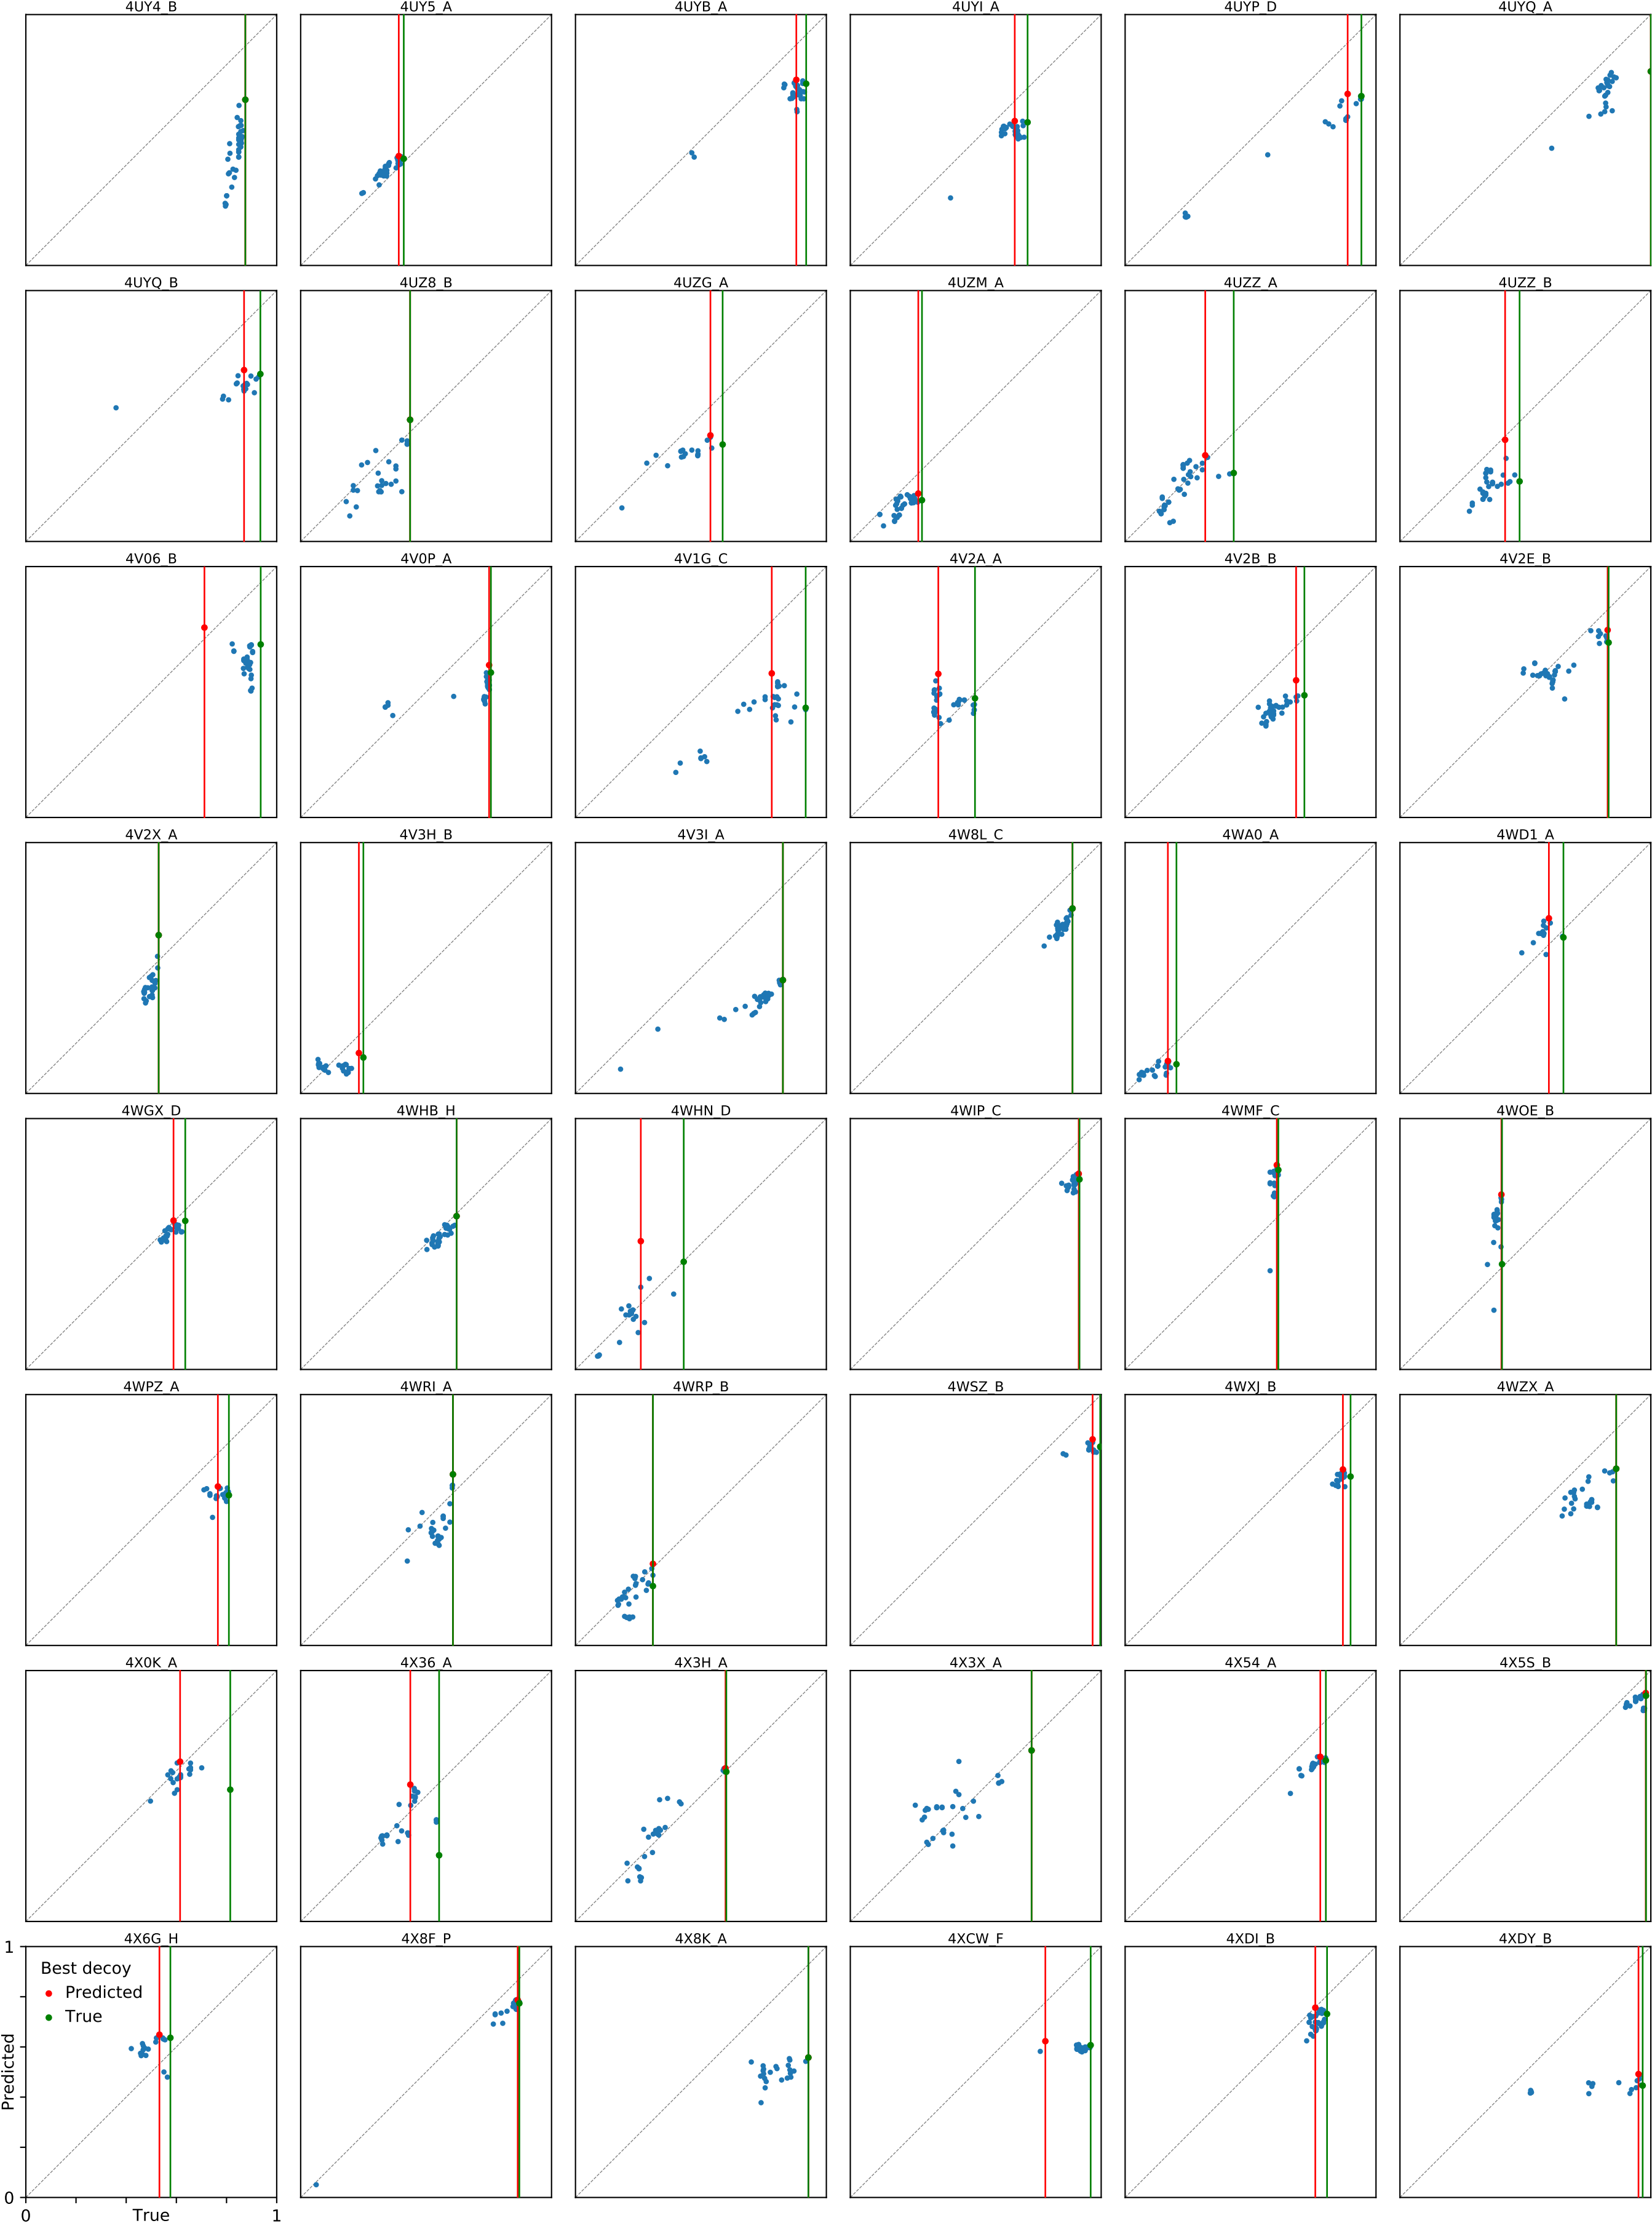 4UY4_B 4UY5_A 4UYB_A 4UYI_A 4UYP_D 4UYQ_A
4UYQ_B 4UZ8_B 4UZG_A 4UZM_A 4UZZ_A 4UZZ_B
4V06_B 4V0P_A 4V1G_C 4V2A_A 4V2B_B 4V2E_B
4V2X_A 4V3H_B 4V3I_A 4W8L_C 4WA0_A 4WD1_A
4WGX_D 4WHB_H 4WHN_D 4WIP_C 4WMF_C 4WOE_B
4WPZ_A 4WRI_A 4WRP_B 4WSZ_B 4WXJ_B 4WZX_A
4X0K_A 4X36_A 4X3H_A 4X3X_A 4X54_A 4X5S_B
4X6G_H 4X8F_P 4X8K_A 4XCW_F 4XDI_B 4XDY_B
1
Best decoy
Predicted
True
Predicted
0
0 True 1